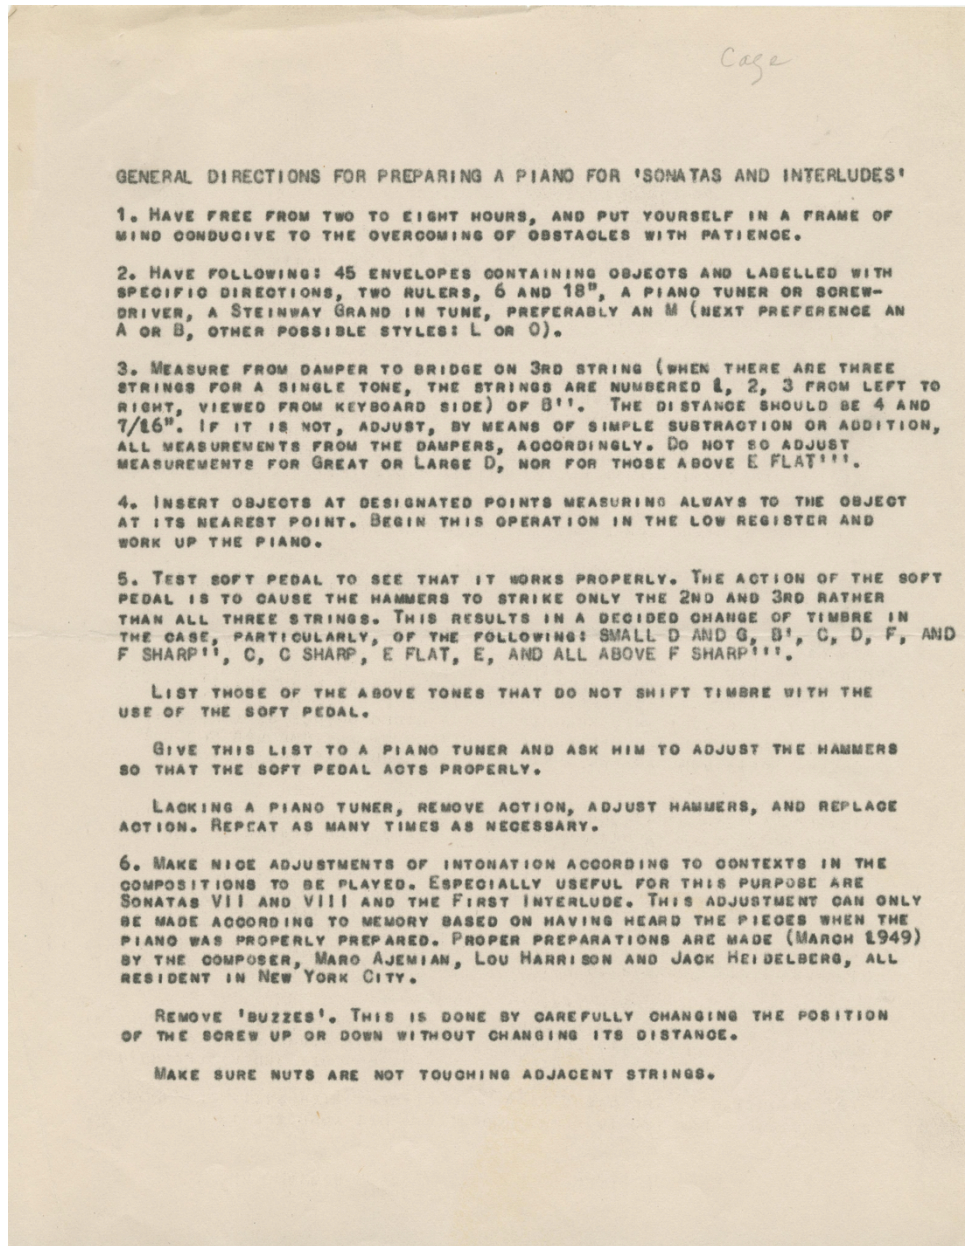 Cage
GENERAL DIRECTIONS FOR PREPARING A PIANO FOR 'SONATAS AND INTERLUDES'
1. HAVE FREE FROM TWO TO EIGHT HOURS, AND PUT YOURSELF IN A FRAME OF
MIND CONDUCIVE TO THE OVERCOMING OF OBSTACLES WITH PATIENCE.
2. HAVE FOLLOWING: 45 ENVELOPES CONTAINING OBJECTS AND LABELLED WITH
SPECIFIC DIRECTIONS, TWO RULERS, 6 AND 18", A PIANO TUNER OR SCREW-
DRIVER, A STEINWAY GRAND IN TUNE, PREFERABLY AN M (NEXT PREFERENCE AN
A OR B, OTHER POSSIBLE STYLES: L OR O).
3. MEASURE FROM DAMPER TO BRIDGE ON 3RD STRING (WHEN THERE ARE THREE
STRINGS FOR A SINGLE TONE, THE STRINGS ARE NUMBERED 1, 2, 3 FROM LEFT TO
RIGHT, VIEWED FROM KEYBOARD SIDE) OF B''. THE DISTANCE SHOULD BE 4 AND
7/16". IF IT IS NOT, ADJUST, BY MEANS OF SIMPLE SUBTRACTION OR ADDITION,
ALL MEASUREMENTS FROM THE DAMPERS, ACCORDINGLY. DO NOT SO ADJUST
MEASUREMENTS FOR GREAT OR LARGE D, NOR FOR THOSE ABOVE E FLAT'''.
4. INSERT OBJECTS AT DESIGNATED POINTS MEASURING ALWAYS TO THE OBJECT
AT ITS NEAREST POINT. BEGIN THIS OPERATION IN THE LOW REGISTER AND
WORK UP THE PIANO.
5. TEST SOFT PEDAL TO SEE THAT IT WORKS PROPERLY. THE ACTION OF THE SOFT
PEDAL IS TO CAUSE THE HAMMERS TO STRIKE ONLY THE 2ND AND 3RD RATHER
THAN ALL THREE STRINGS. THIS RESULTS IN A DECIDED CHANGE OF TIMBRE IN
THE CASE, PARTICULARLY, OF THE FOLLOWING: SMALL D AND G, B', C, D, F, AND
F SHARP'', C, C SHARP, E FLAT, E, AND ALL ABOVE F SHARP'''.
LIST THOSE OF THE ABOVE TONES THAT DO NOT SHIFT TIMBRE WITH THE
USE OF THE SOFT PEDAL.
GIVE THIS LIST TO A PIANO TUNER AND ASK HIM TO ADJUST THE HAMMERS
SO THAT THE SOFT PEDAL ACTS PROPERLY.
LACKING A PIANO TUNER, REMOVE ACTION, ADJUST HAMMERS, AND REPLACE
ACTION. REPEAT AS MANY TIMES AS NECESSARY.
6. MAKE NICE ADJUSTMENTS OF INTONATION ACCORDING TO CONTEXTS IN THE
COMPOSITIONS TO BE PLAYED. ESPECIALLY USEFUL FOR THIS PURPOSE ARE
SONATAS VII AND VIII AND THE FIRST INTERLUDE. THIS ADJUSTMENT CAN ONLY
BE MADE ACCORDING TO MEMORY BASED ON HAVING HEARD THE PIECES WHEN THE
PIANO WAS PROPERLY PREPARED. PROPER PREPARATIONS ARE MADE (MARCH 1949)
BY THE COMPOSER, MARO AJEMIAN, LOU HARRISON AND JACK HEIDELBERG, ALL
RESIDENT IN NEW YORK CITY.
REMOVE 'BUZZES'. THIS IS DONE BY CAREFULLY CHANGING THE POSITION
OF THE SCREW UP OR DOWN WITHOUT CHANGING ITS DISTANCE.
MAKE SURE NUTS ARE NOT TOUCHING ADJACENT STRINGS.